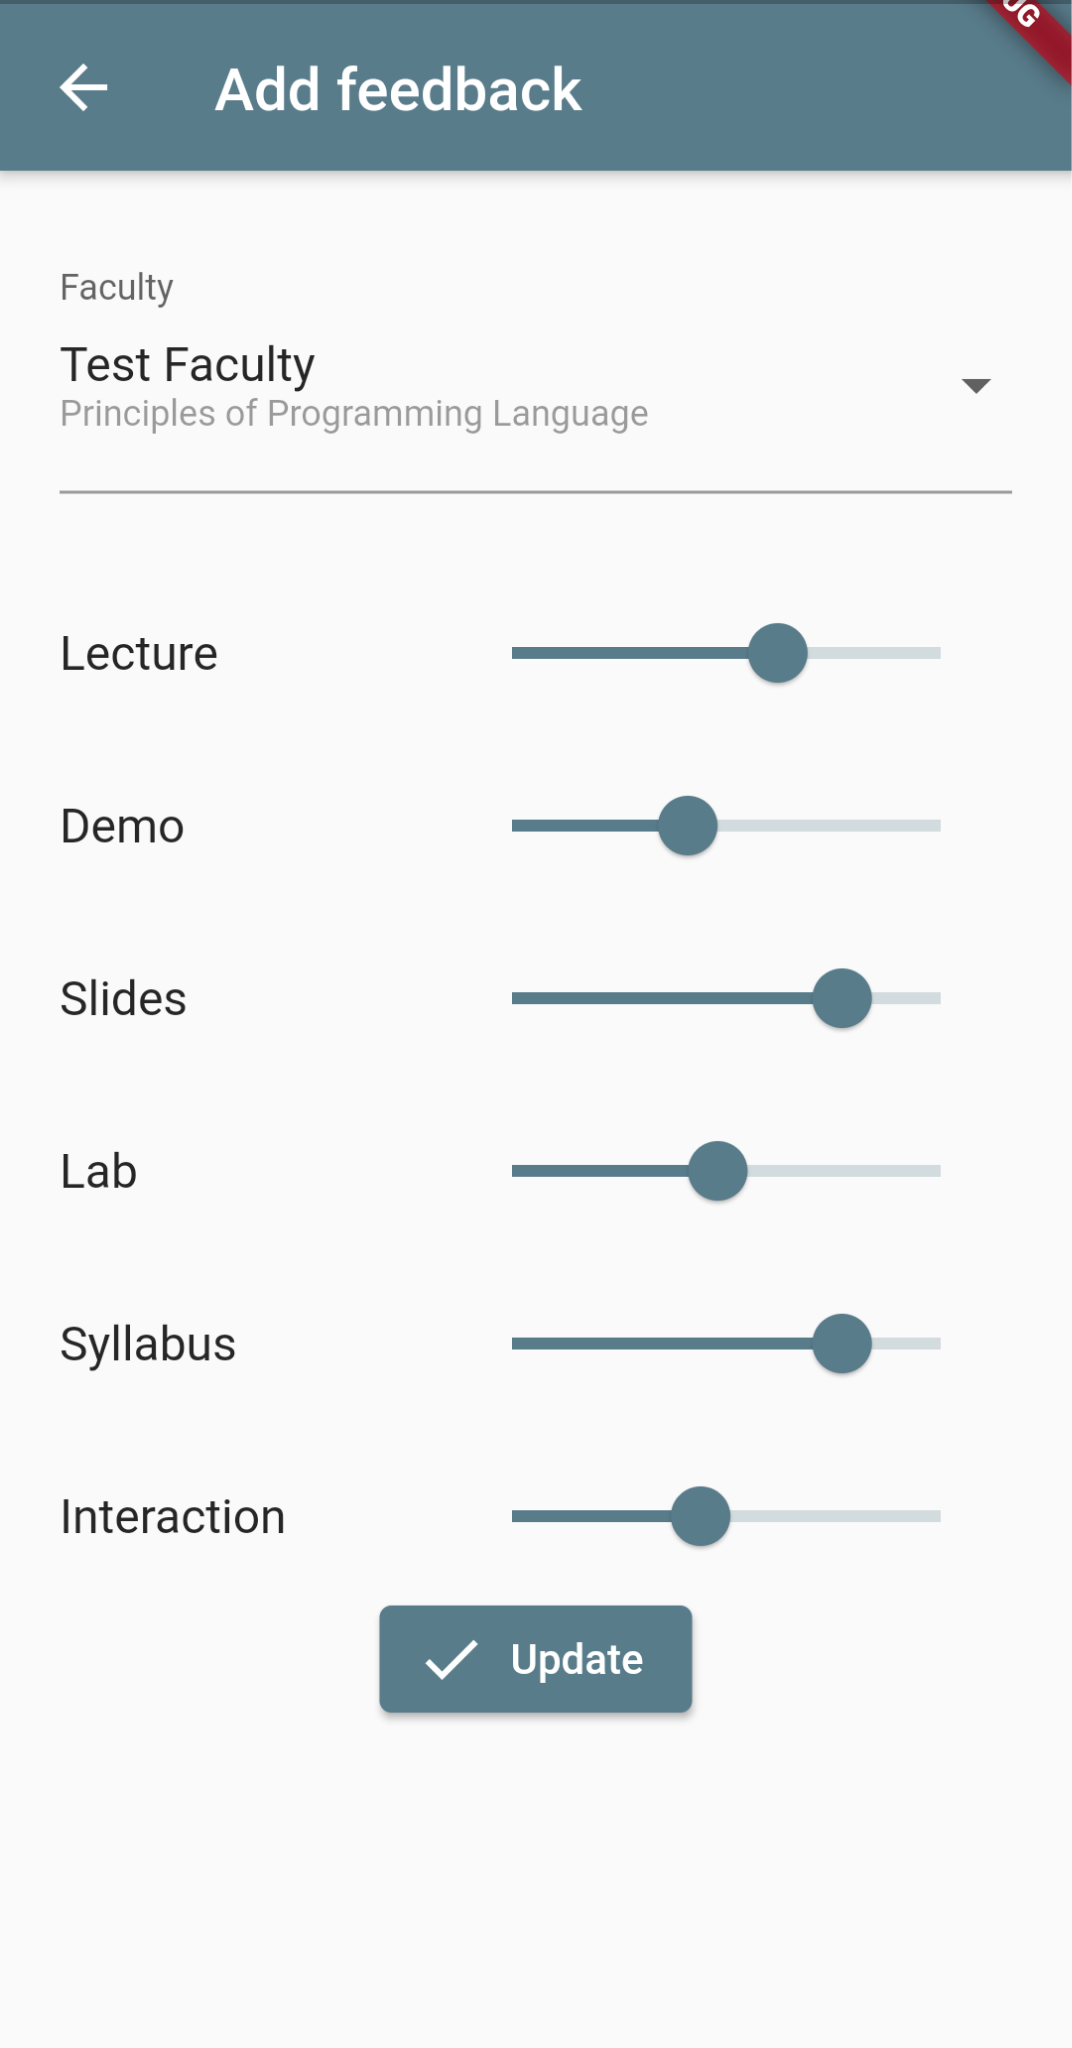 Add feedback
Faculty
Test Faculty
Principles of Programming Language
Lecture
Demo
Slides
Lab
Syllabus
Interaction
Update